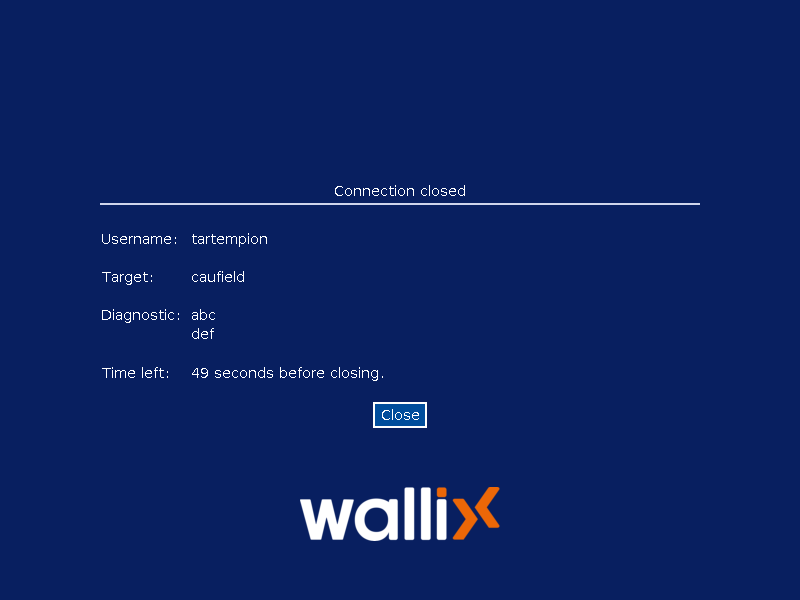 Connection closed
Username: tartempion
Target: caufield
Diagnostic: abc
def
Time left: 49 seconds before closing.
Close
wallix